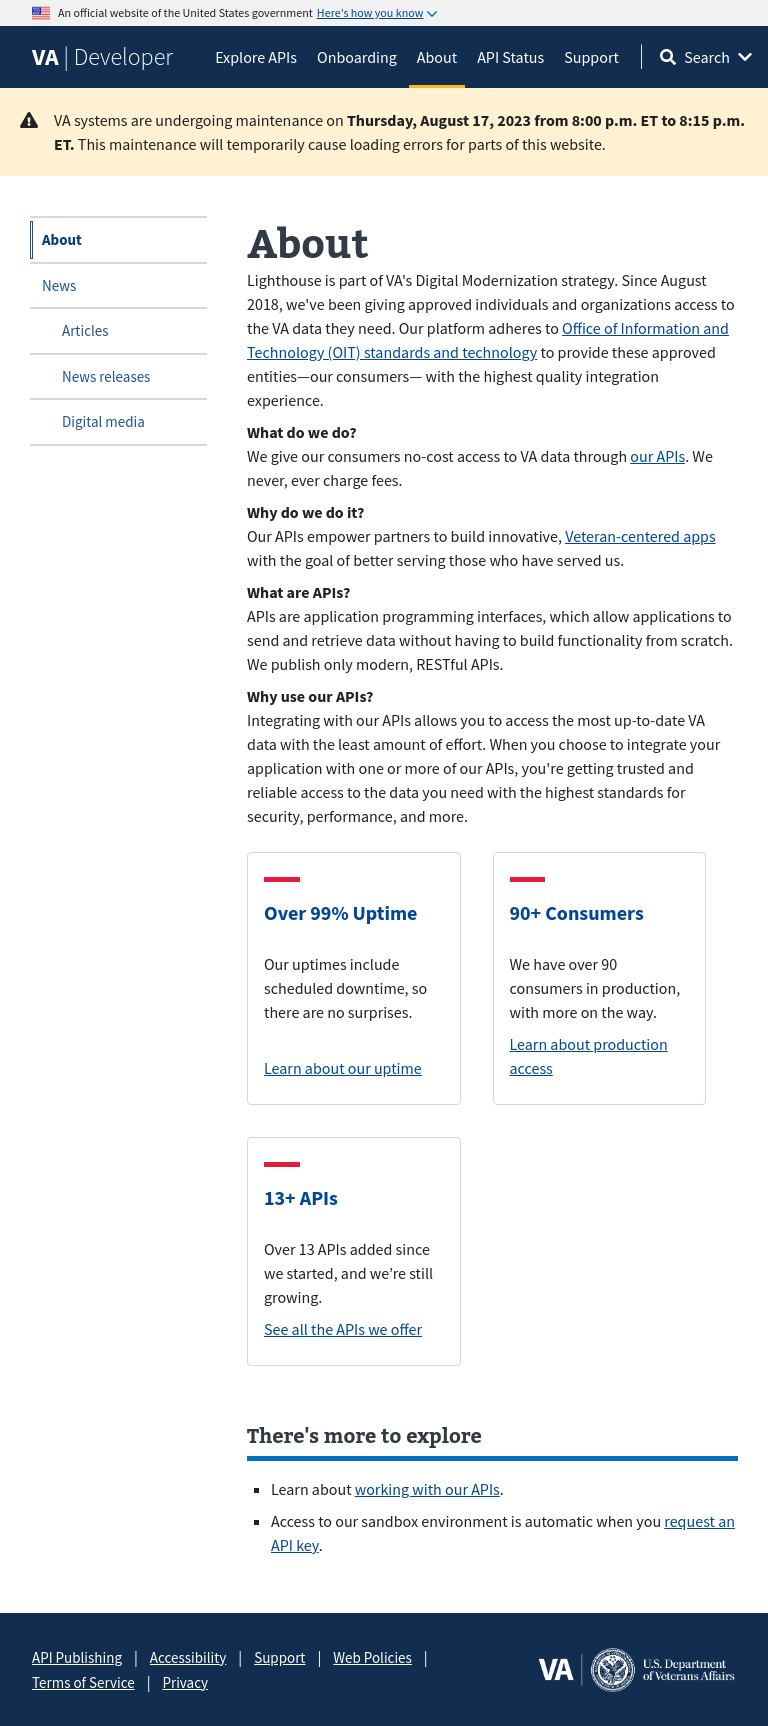 An official website of the United States government Here's how you know
VA | Developer
Explore APIs Onboarding About API Status Support Search
VA systems are undergoing maintenance on Thursday, August 17, 2023 from 8:00 p.m. ET to 8:15 p.m.
ET. This maintenance will temporarily cause loading errors for parts of this website.
About
News
Articles
News releases
Digital media
About
Lighthouse is part of VA's Digital Modernization strategy. Since August
2018, we've been giving approved individuals and organizations access to
the VA data they need. Our platform adheres to Office of Information and
Technology (OIT) standards and technology to provide these approved
entities—our consumers— with the highest quality integration
experience.
What do we do?
We give our consumers no-cost access to VA data through our APIs. We
never, ever charge fees.
Why do we do it?
Our APIs empower partners to build innovative, Veteran-centered apps
with the goal of better serving those who have served us.
What are APIs?
APIs are application programming interfaces, which allow applications to
send and retrieve data without having to build functionality from scratch.
We publish only modern, RESTful APIs.
Why use our APIs?
Integrating with our APIs allows you to access the most up-to-date VA
data with the least amount of effort. When you choose to integrate your
application with one or more of our APIs, you're getting trusted and
reliable access to the data you need with the highest standards for
security, performance, and more.
Over 99% Uptime
Our uptimes include
scheduled downtime, so
there are no surprises.
Learn about our uptime
90+ Consumers
We have over 90
consumers in production,
with more on the way.
Learn about production
access
13+ APIs
Over 13 APIs added since
we started, and we’re still
growing.
See all the APIs we offer
There's more to explore
Learn about working with our APIs.
Access to our sandbox environment is automatic when you request an
API key.
API Publishing | Accessibility | Support | Web Policies |
Terms of Service | Privacy
VA
U.S. Department
of Veterans Affairs